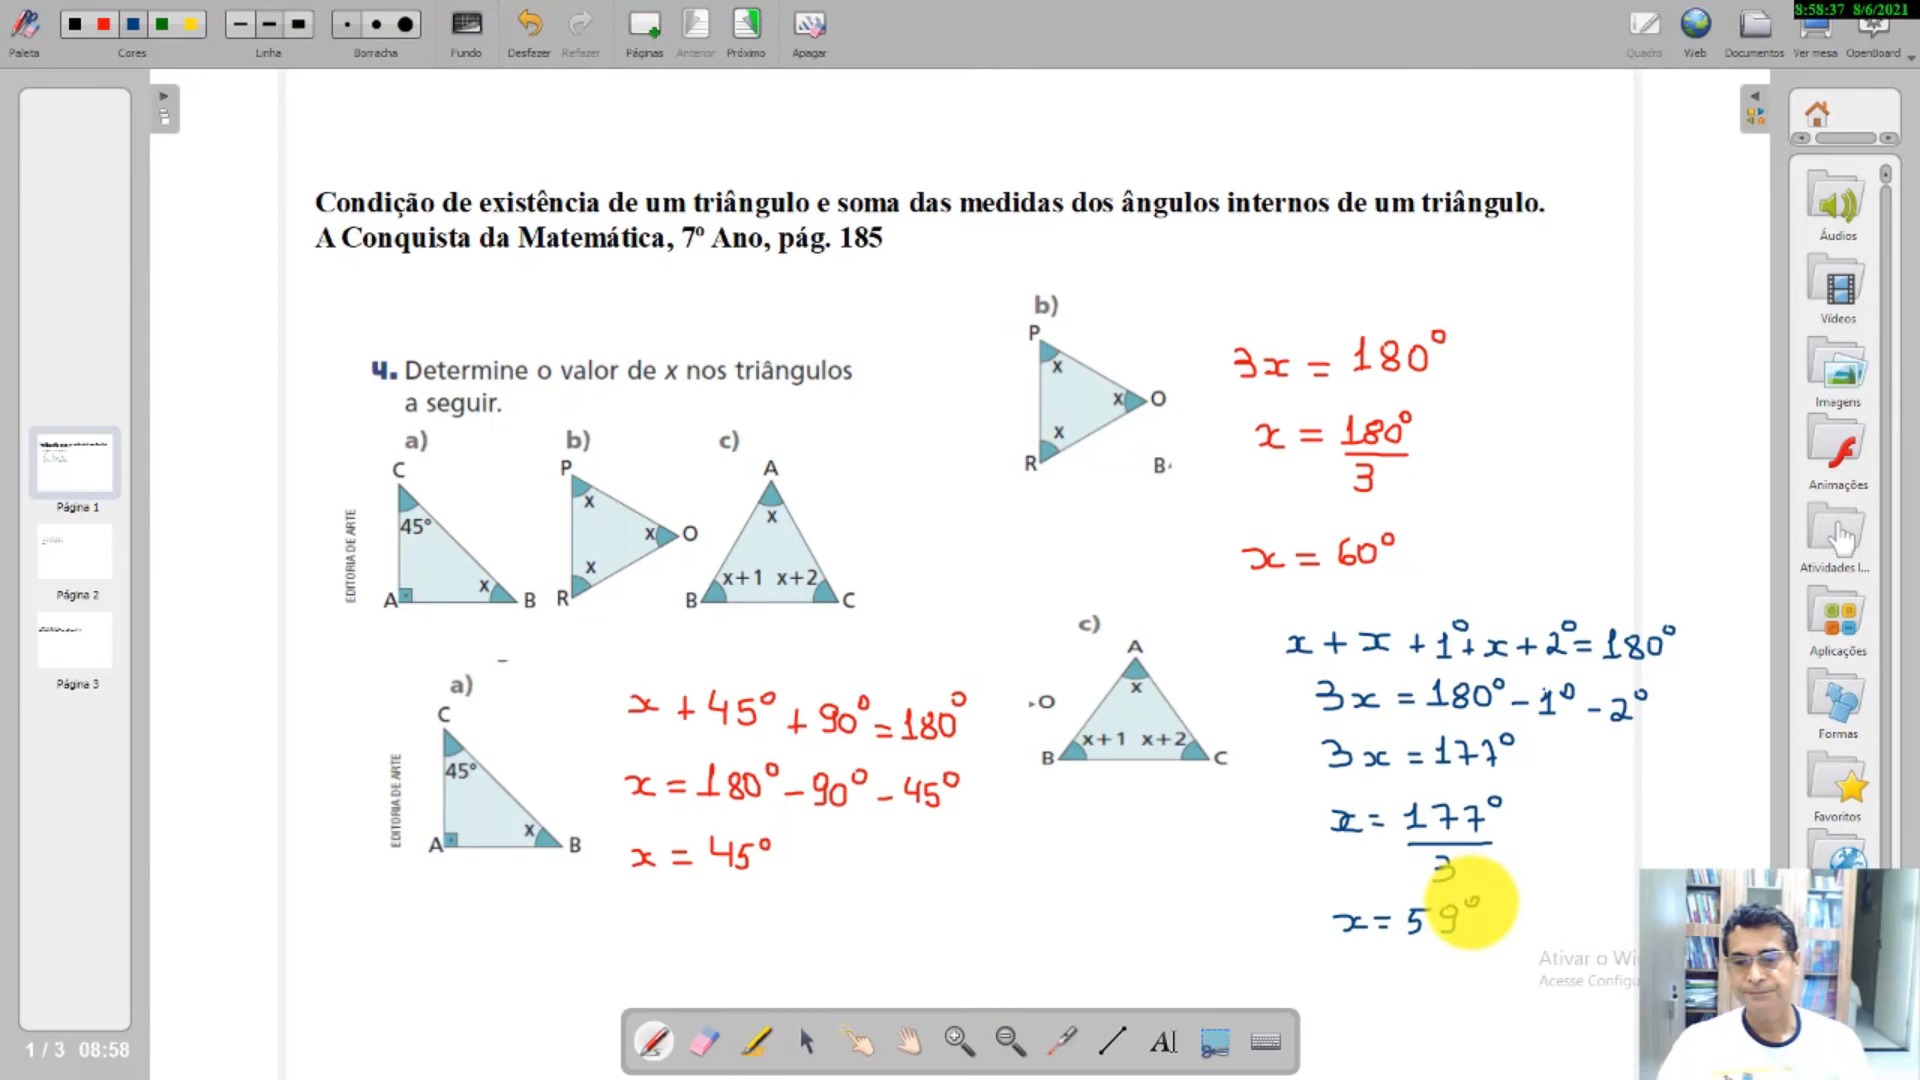 8:58:37 8/6/2021
Paleta
Cores
Linha
Borracha
Fundo
Desfazer
Refazer
Páginas
Anterior
Próximo
Apagar
Quadro
Web
Documentos
Ver mesa
OpenBoard
Condição de existência de um triângulo e soma das medidas dos ângulos internos de um triângulo.
A Conquista da Matemática, 7º Ano, pág. 185
4. Determine o valor de x nos triângulos
a seguir.
a)
C
45°
A
x
B
EDITORIA DE ARTE
b)
P
x
x
O
x
R
c)
A
x
x+1 x+2
B
C
a)
C
45°
A
x
B
EDITORIA DE ARTE
x + 45° + 90° = 180°
x = 180° - 90° - 45°
x = 45°
b)
P
x
x
O
x
R
B
3x = 180°
x = 180°
3
x = 60°
c)
A
x
O
x+1 x+2
B
C
x + x + 1° + x + 2° = 180°
3x = 180° - 1° - 2°
3x = 177°
x = 177°
3
x = 59°
Página 1
Página 2
Página 3
1 / 3 08:58
Áudios
Vídeos
Imagens
Animações
Atividades I...
Aplicações
Formas
Favoritos
Ativar o Wi
Acesse Configu
AI